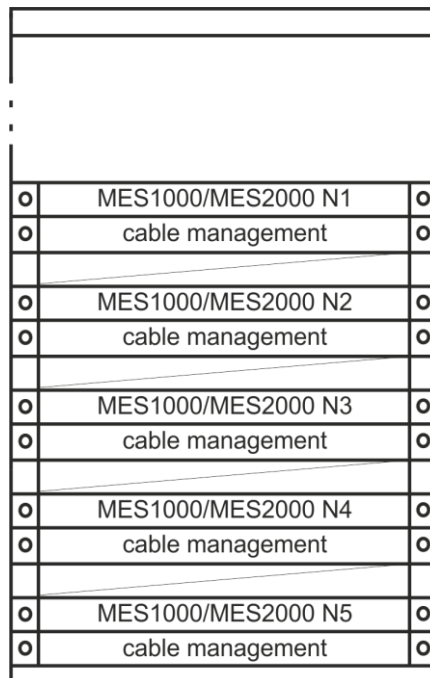 MES1000/MES2000 N1
cable management
MES1000/MES2000 N2
cable management
MES1000/MES2000 N3
cable management
MES1000/MES2000 N4
cable management
MES1000/MES2000 N5
cable management